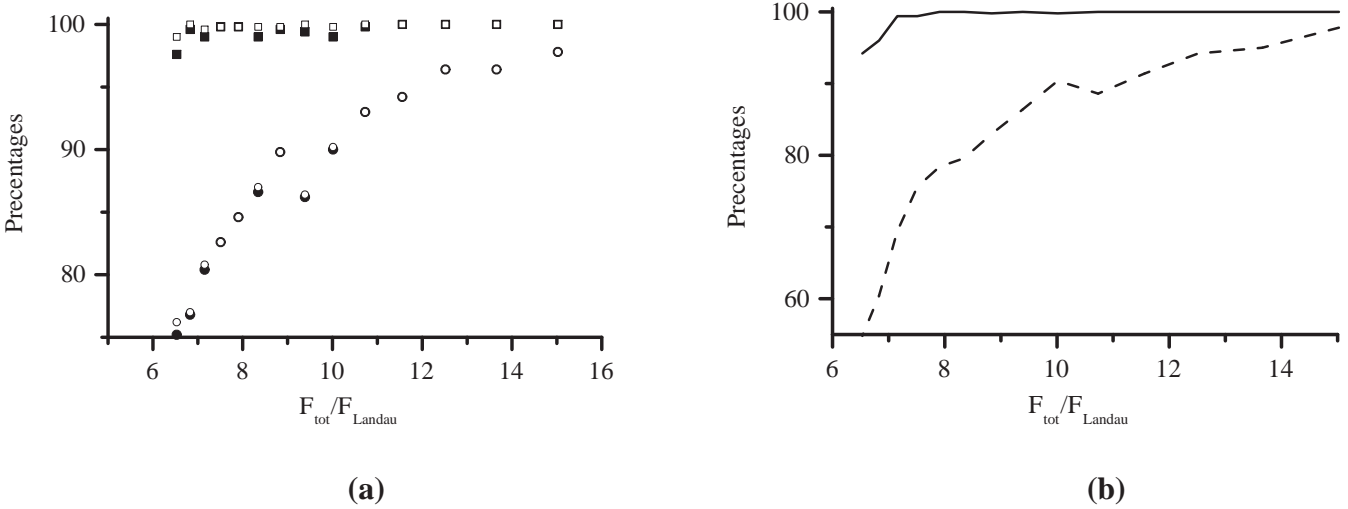 100
90
80
Precentages
6 8 10 12 14 16
F_tot/F_Landau
(a)
100
80
60
Precentages
6 8 10 12 14
F_tot/F_Landau
(b)